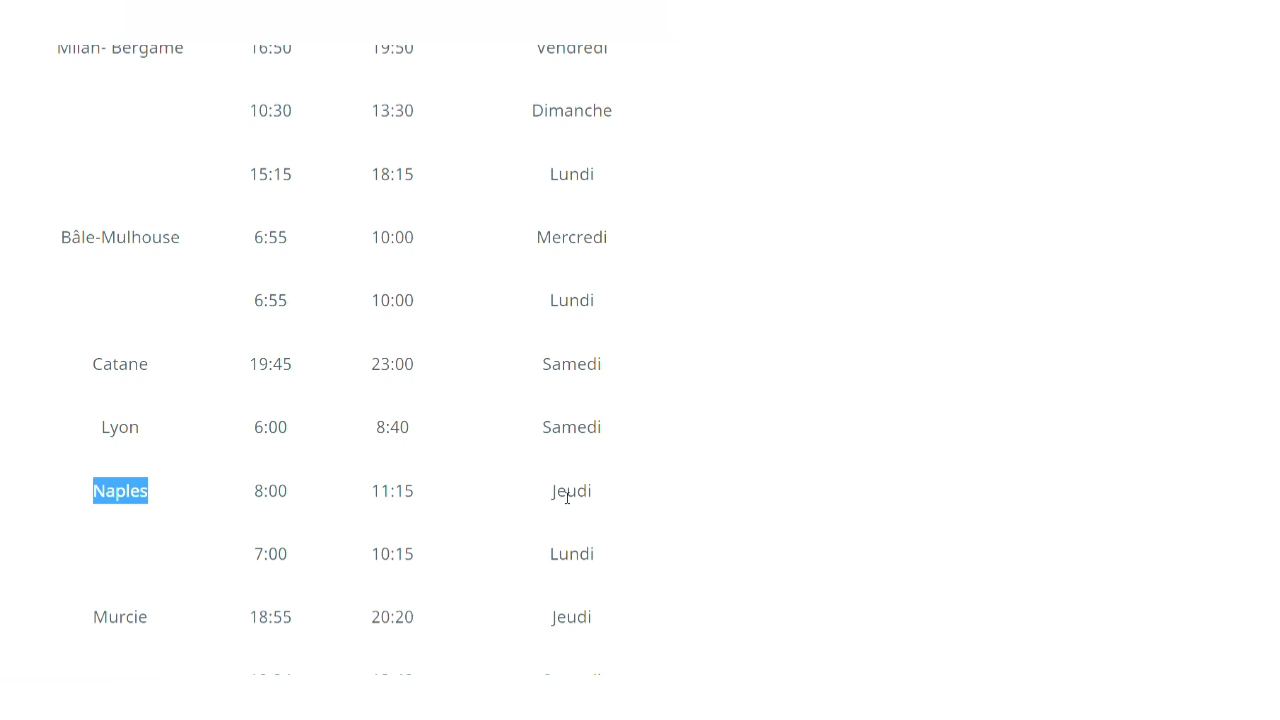 Milan- Bergame 16:50 19:50 Vendredi
10:30 13:30 Dimanche
15:15 18:15 Lundi
Bâle-Mulhouse 6:55 10:00 Mercredi
6:55 10:00 Lundi
Catane 19:45 23:00 Samedi
Lyon 6:00 8:40 Samedi
Naples 8:00 11:15 Jeudi
7:00 10:15 Lundi
Murcie 18:55 20:20 Jeudi